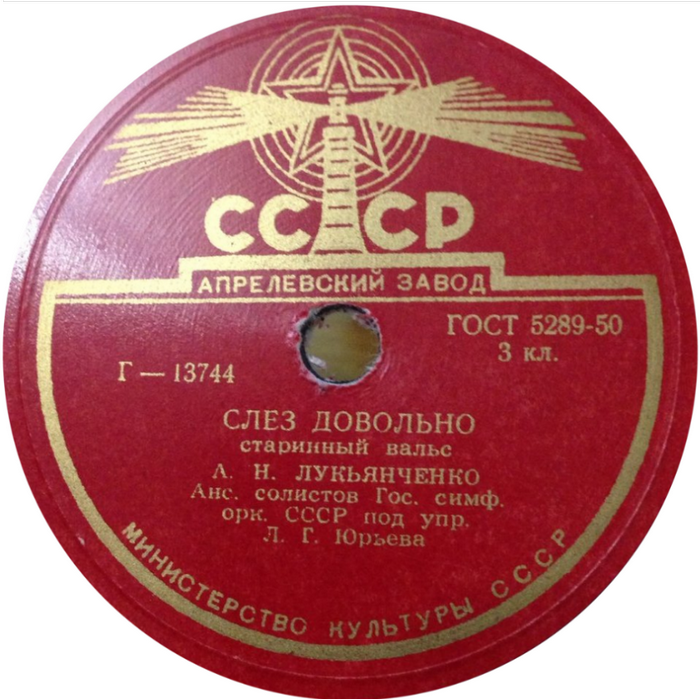 СССР
АПРЕЛЕВСКИЙ ЗАВОД
ГОСТ 5289-50
3 кл.
Г — 13744
СЛЕЗ ДОВОЛЬНО
старинный вальс
А. Н. ЛУКЬЯНЧЕНКО
Анс. солистов Гос. симф.
орк. СССР под упр.
Л. Г. Юрьева
МИНИСТЕРСТВО КУЛЬТУРЫ СССР